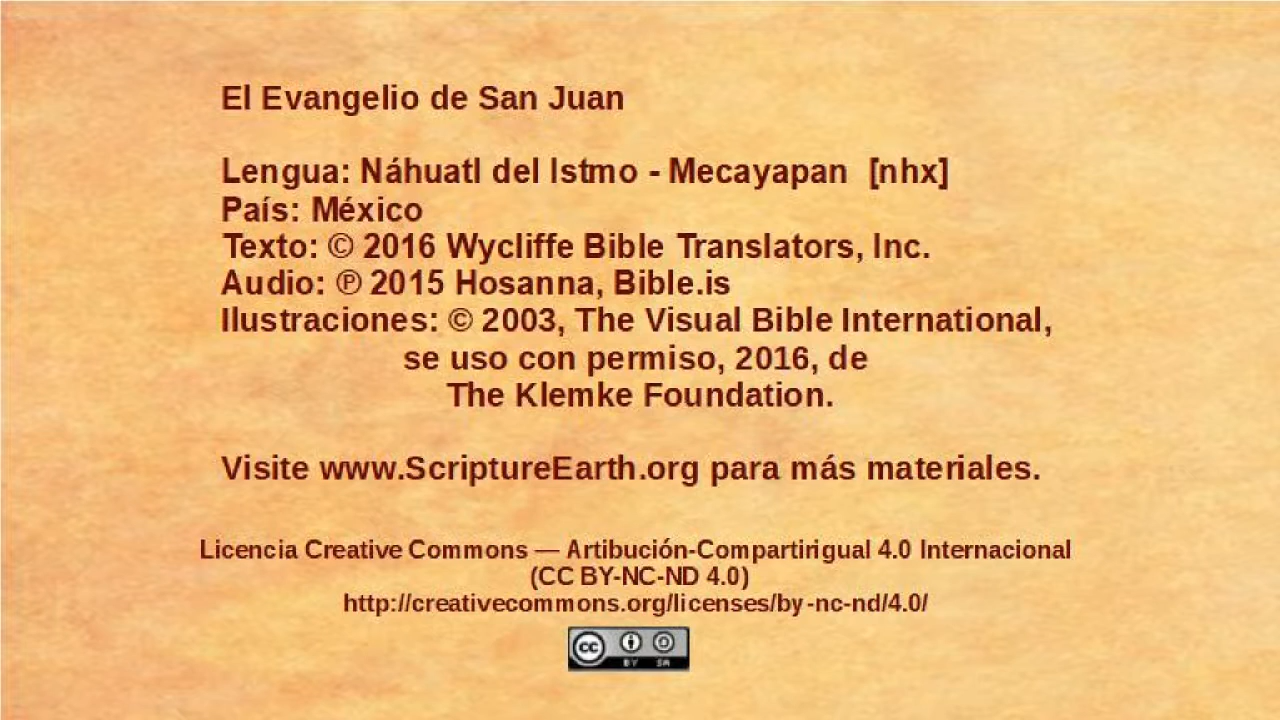 El Evangelio de San Juan
Lengua: Náhuatl del Istmo - Mecayapan [nhx]
País: México
Texto: © 2016 Wycliffe Bible Translators, Inc.
Audio: ℗ 2015 Hosanna, Bible.is
Ilustraciones: © 2003, The Visual Bible International,
se uso con permiso, 2016, de
The Klemke Foundation.
Visite www.ScriptureEarth.org para más materiales.
Licencia Creative Commons — Artibución-Compartirigual 4.0 Internacional
(CC BY-NC-ND 4.0)
http://creativecommons.org/licenses/by-nc-nd/4.0/
cc BY SA